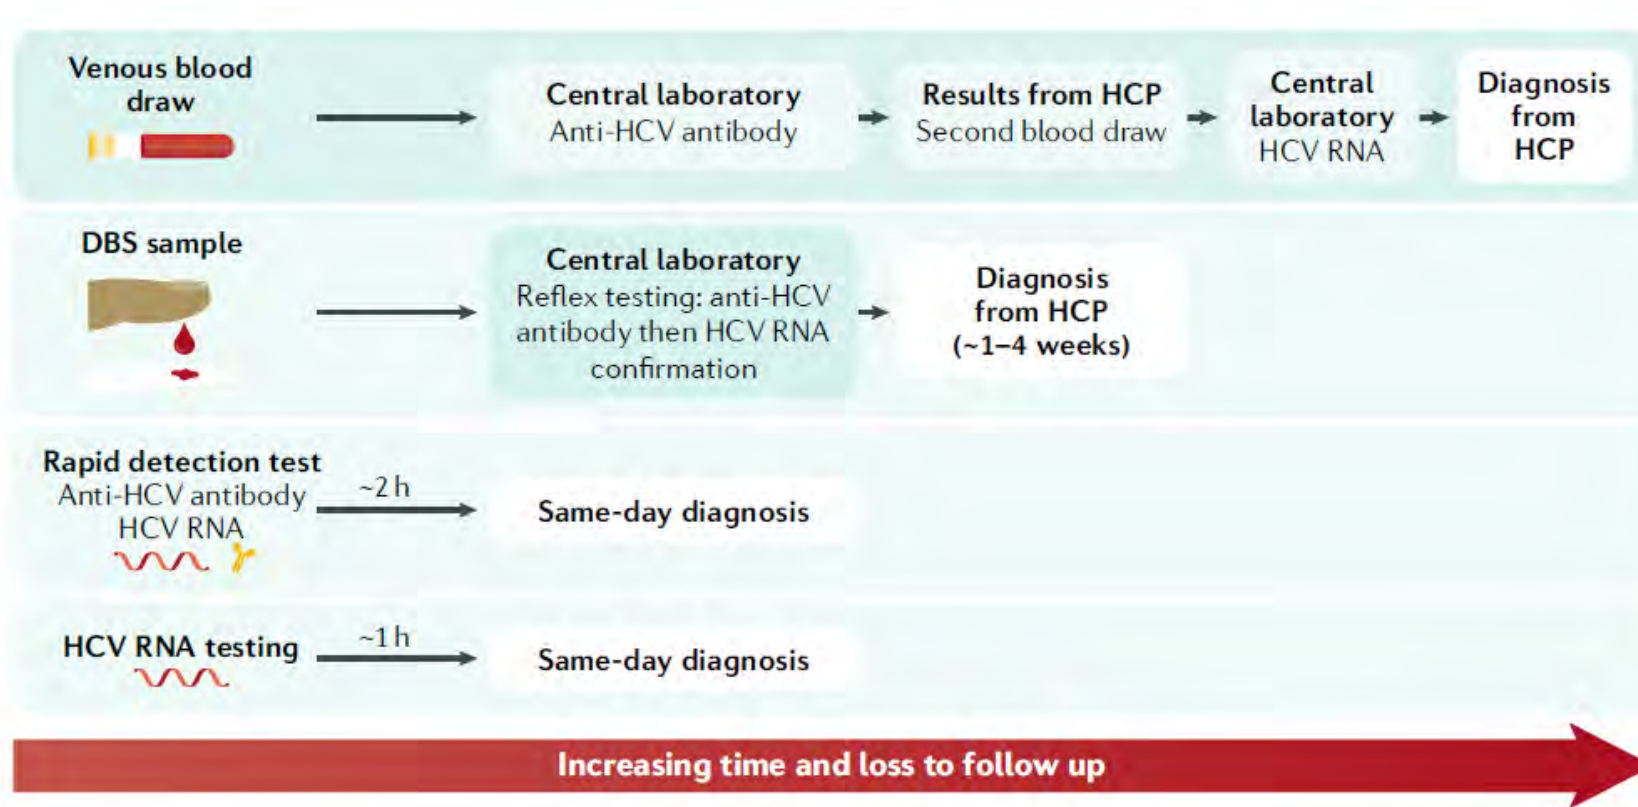 Venous blood
draw
Central laboratory
Anti-HCV antibody
Results from HCP
Second blood draw
Central
laboratory
HCV RNA
Diagnosis
from
HCP
DBS sample
Central laboratory
Reflex testing: anti-HCV
antibody then HCV RNA
confirmation
Diagnosis
from HCP
(~1–4 weeks)
Rapid detection test
Anti-HCV antibody
HCV RNA
~2 h
Same-day diagnosis
HCV RNA testing
~1 h
Same-day diagnosis
Increasing time and loss to follow up